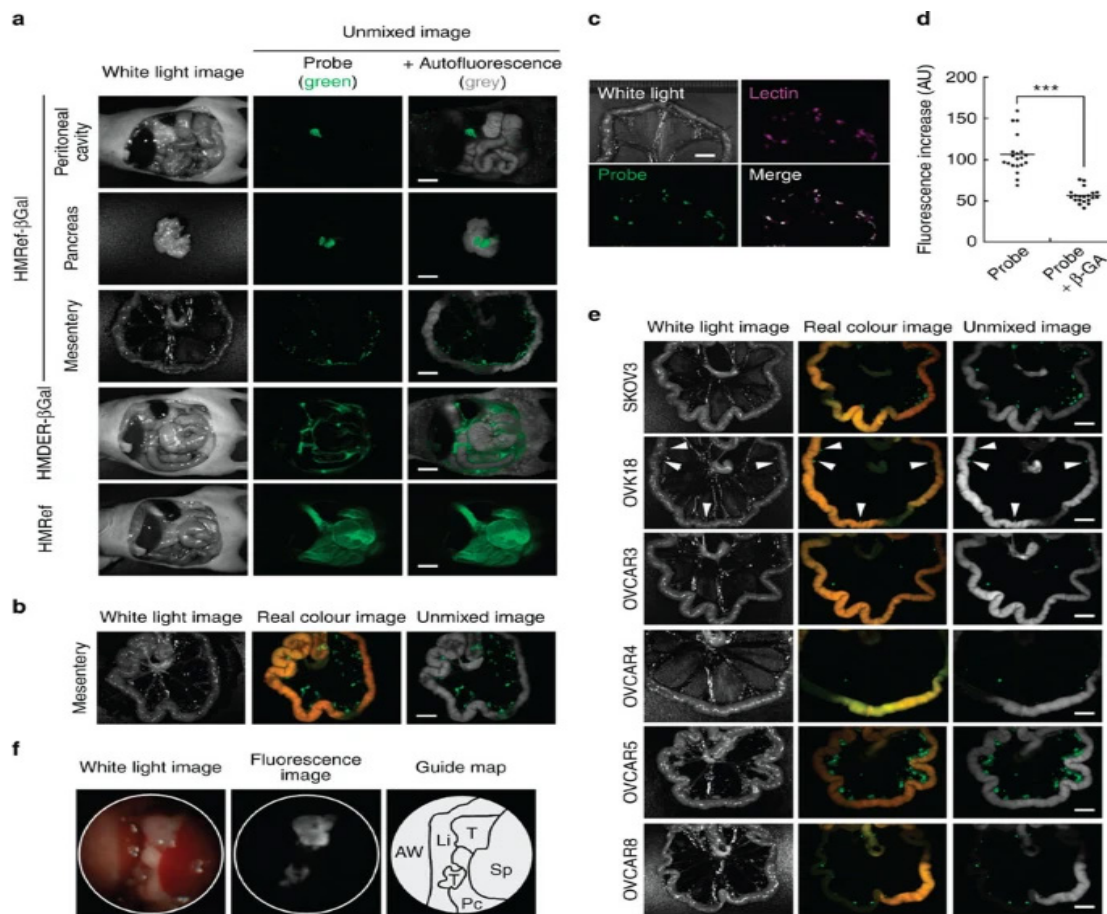 a
Unmixed image
White light image
Probe
(green)
+ Autofluorescence
(grey)
HMRef-βGal
Peritoneal
cavity
Pancreas
Mesentery
HMDER-βGal
HMRef
b
White light image
Real colour image
Unmixed image
Mesentery
f
White light image
Fluorescence
image
Guide map
AW
Li
T
T
Sp
Pc
c
White light
Lectin
Probe
Merge
d
Fluorescence increase (AU)
200
150
100
50
0
***
Probe
Probe
+ β-GA
e
White light image
Real colour image
Unmixed image
SKOV3
OVK18
OVCAR3
OVCAR4
OVCAR5
OVCAR8